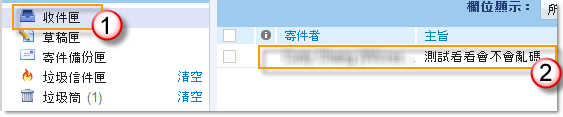 收件匣
1
草稿匣
寄件備份匣
垃圾信件匣 清空
垃圾筒 (1) 清空
欄位顯示： 所
寄件者 主旨
測試看看會不會亂碼
2